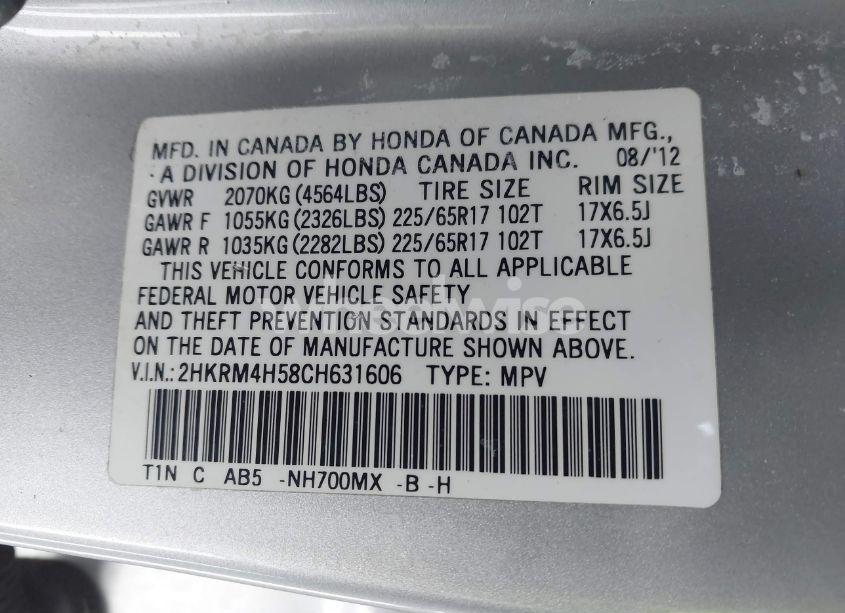 MFD. IN CANADA BY HONDA OF CANADA MFG.,
A DIVISION OF HONDA CANADA INC. 08/'12
GVWR 2070KG (4564LBS) TIRE SIZE RIM SIZE
GAWR F 1055KG (2326LBS) 225/65R17 102T 17X6.5J
GAWR R 1035KG (2282LBS) 225/65R17 102T 17X6.5J
THIS VEHICLE CONFORMS TO ALL APPLICABLE
FEDERAL MOTOR VEHICLE SAFETY
AND THEFT PREVENTION STANDARDS IN EFFECT
ON THE DATE OF MANUFACTURE SHOWN ABOVE.
V.I.N.: 2HKRM4H58CH631606 TYPE: MPV
T1N C AB5 -NH700MX -B -H